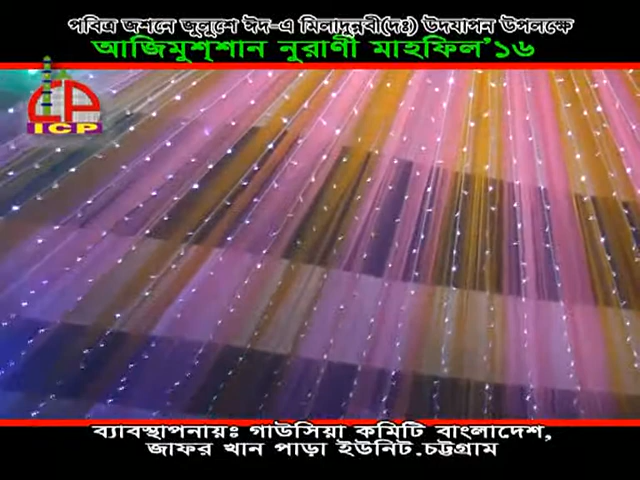 পবিত্র জশনে জুলুশে ঈদ-এ মিলাদুন্নবী(দঃ) উদযাপন উপলক্ষে
আজিমুশ্শান নুরাণী মাহফিল'১৬
ICP
ব্যাবস্থাপনায়ঃ গাউসিয়া কমিটি বাংলাদেশ,
জাফর খান পাড়া ইউনিট.চট্টগ্রাম